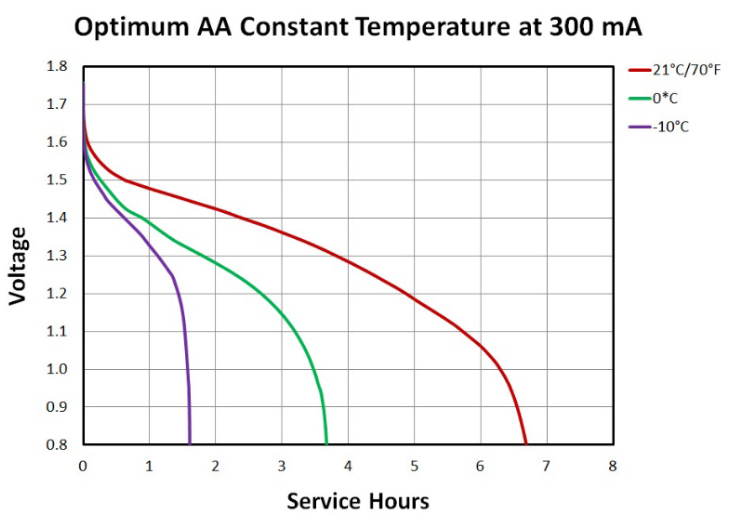 Optimum AA Constant Temperature at 300 mA
1.8
1.7
1.6
1.5
1.4
1.3
1.2
1.1
1.0
0.9
0.8
Voltage
0 1 2 3 4 5 6 7 8
Service Hours
21°C/70°F
0*C
-10°C